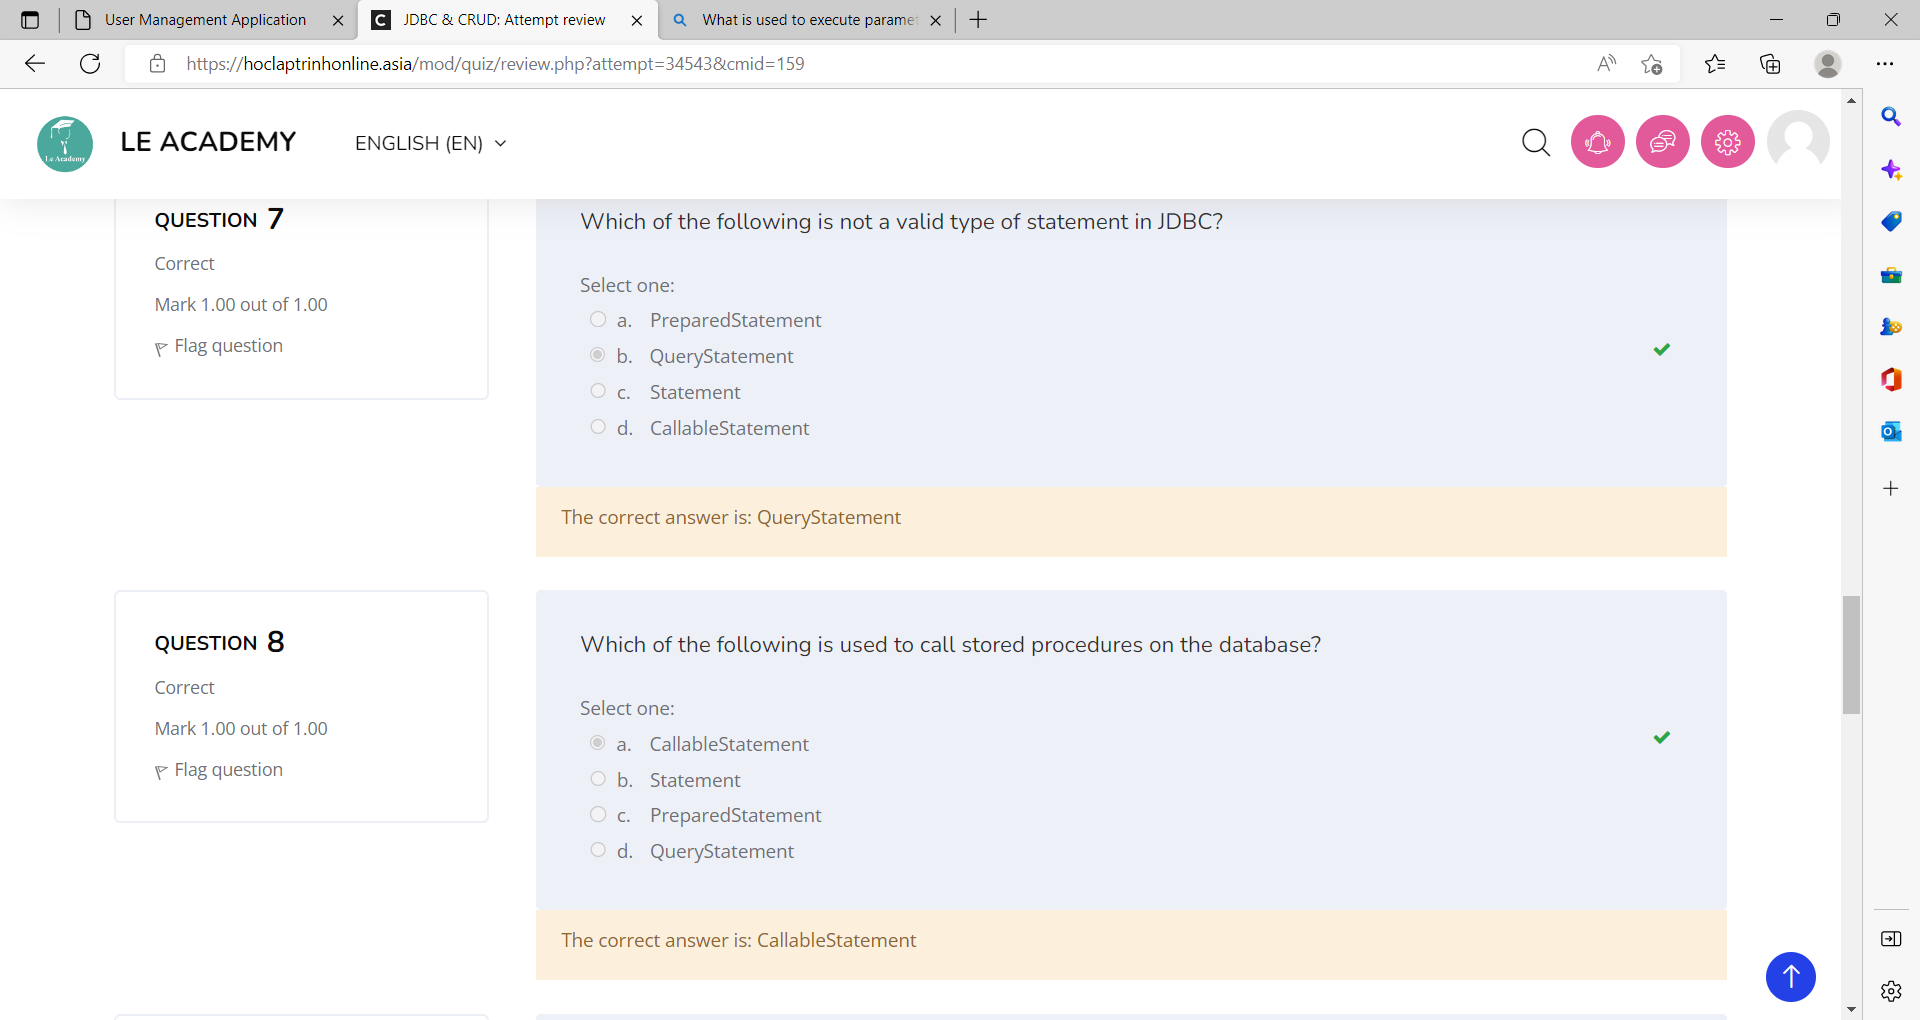 User Management Application
JDBC & CRUD: Attempt review
What is used to execute paramet
https://hoclaptrinhonline.asia/mod/quiz/review.php?attempt=34543&cmid=159
Le Academy
LE ACADEMY
ENGLISH (EN)
QUESTION 7
Correct
Mark 1.00 out of 1.00
Flag question
Which of the following is not a valid type of statement in JDBC?
Select one:
a. PreparedStatement
b. QueryStatement
c. Statement
d. CallableStatement
The correct answer is: QueryStatement
QUESTION 8
Correct
Mark 1.00 out of 1.00
Flag question
Which of the following is used to call stored procedures on the database?
Select one:
a. CallableStatement
b. Statement
c. PreparedStatement
d. QueryStatement
The correct answer is: CallableStatement